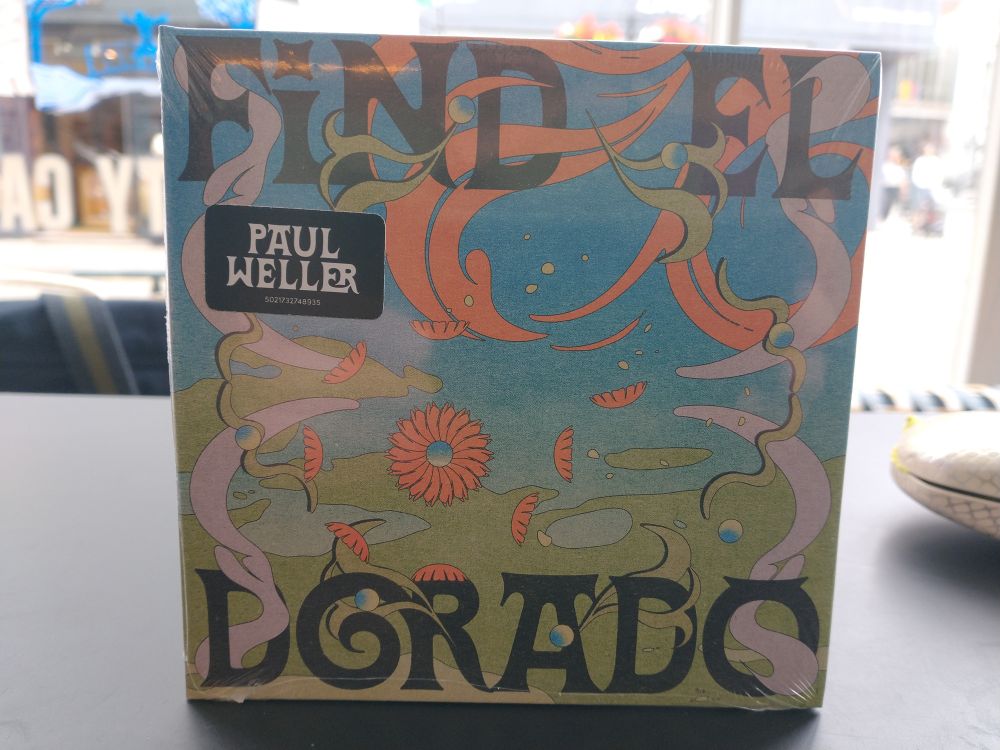 FIND EL
PAUL
WELLER
5021732748935
DORADO